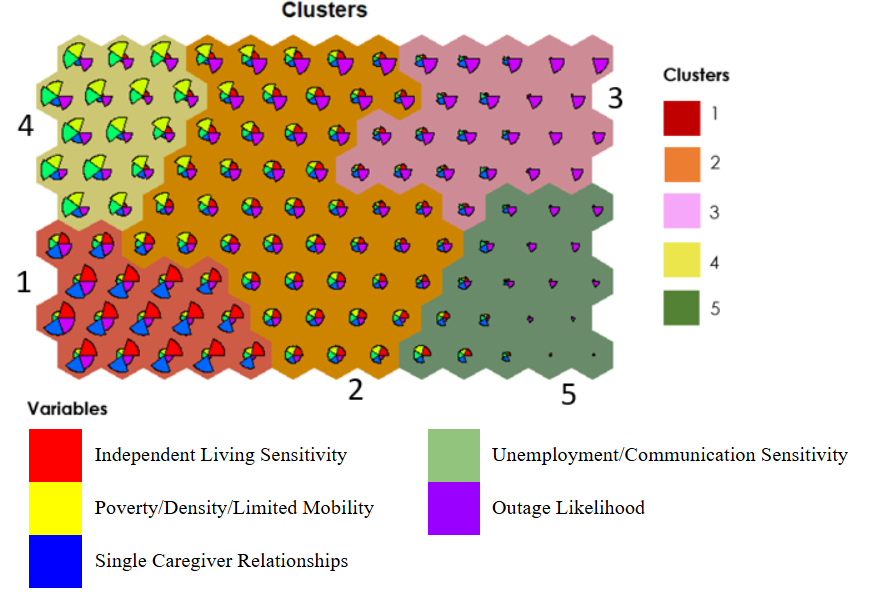 Clusters
Clusters
1
2
3
4
5
3
4
1
2
5
Variables
Independent Living Sensitivity
Unemployment/Communication Sensitivity
Poverty/Density/Limited Mobility
Outage Likelihood
Single Caregiver Relationships